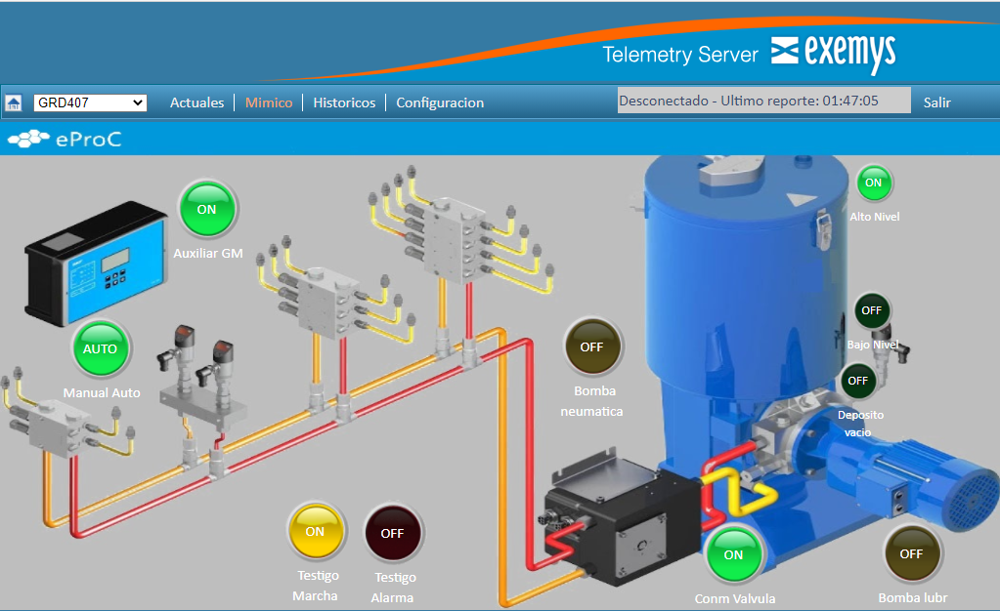 Telemetry Server exemys
GRD407 Actuales Mimico Historicos Configuracion Desconectado - Ultimo reporte: 01:47:05 Salir
eProC
ON
Auxiliar GM
ON
Alto Nivel
OFF
Bajo Nivel
AUTO
Manual Auto
OFF
Bomba
neumatica
OFF
Deposito
vacio
ON
Testigo
Marcha
OFF
Testigo
Alarma
ON
Conm Valvula
OFF
Bomba lubr